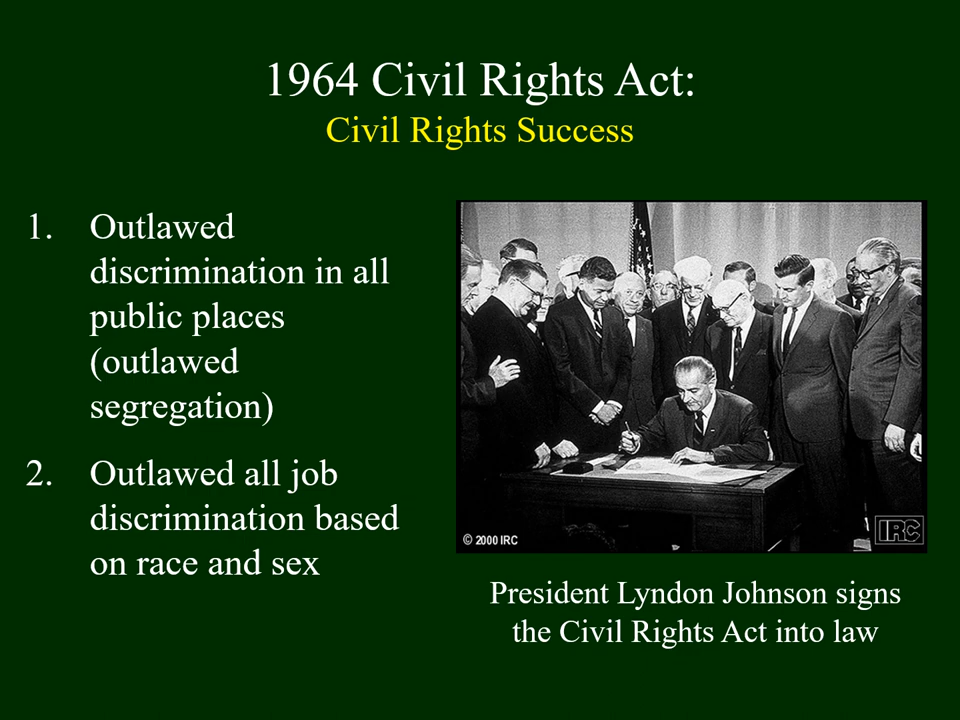 1964 Civil Rights Act:
Civil Rights Success
1. Outlawed
discrimination in all
public places
(outlawed
segregation)
2. Outlawed all job
discrimination based
on race and sex
© 2000 IRC
IRC
President Lyndon Johnson signs
the Civil Rights Act into law